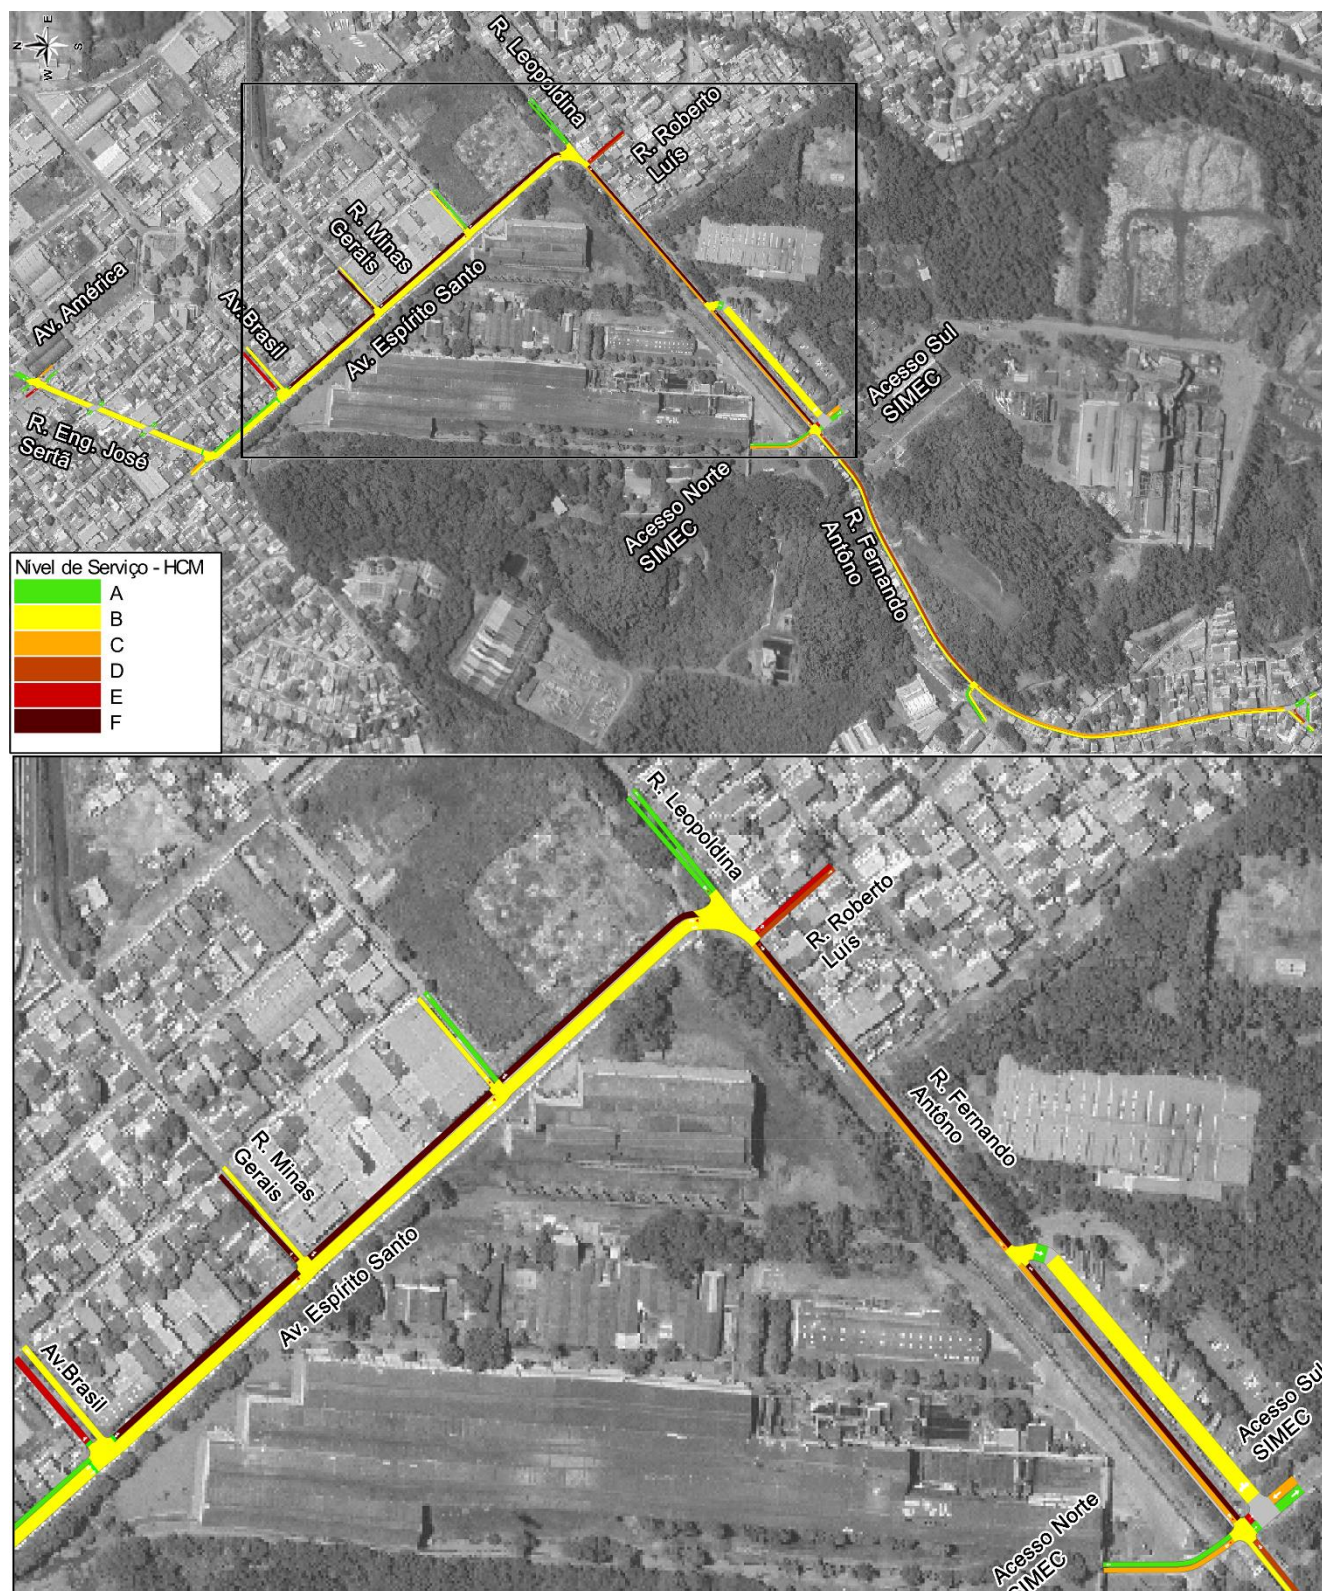 E
N
S
W
R. Leopoldina
R. Roberto
Luís
R. Minas
Gerais
Av. América
Av.Brasil
Av. Espírito Santo
R. Eng. José
Sertã
Acesso Sul
SIMEC
Acesso Norte
SIMEC
R. Fernando
Antôno
Nível de Serviço - HCM
A
B
C
D
E
F
R. Leopoldina
R. Roberto
Luís
R. Fernando
Antôno
R. Minas
Gerais
Av. Espírito Santo
Av.Brasil
Acesso Sul
SIMEC
Acesso Norte
SIMEC